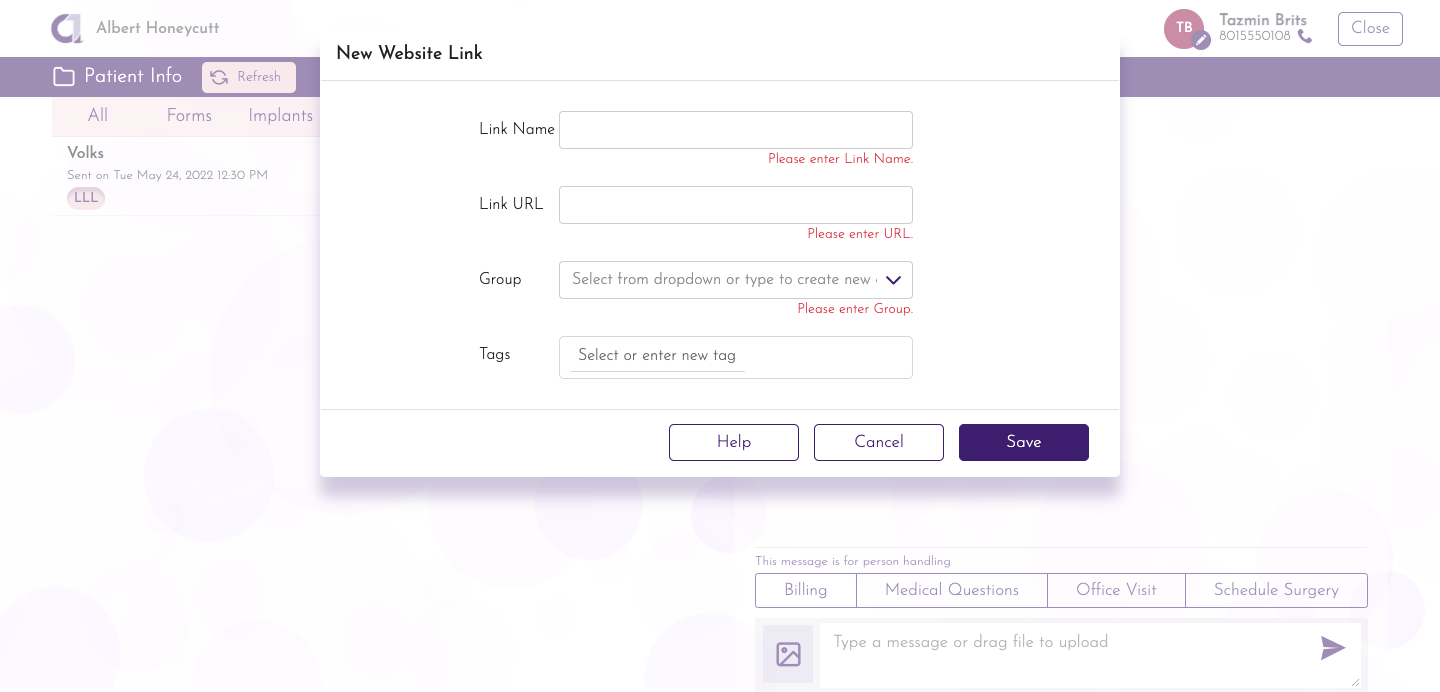 Albert Honeycutt
TB
Tazmin Brits
8015550108
Close
Patient Info
Refresh
All
Forms
Implants
Volks
Sent on Tue May 24, 2022 12:30 PM
LLL
New Website Link
Link Name
Please enter Link Name.
Link URL
Please enter URL.
Group
Select from dropdown or type to create new
Please enter Group.
Tags
Select or enter new tag
Help
Cancel
Save
This message is for person handling
Billing
Medical Questions
Office Visit
Schedule Surgery
Type a message or drag file to upload